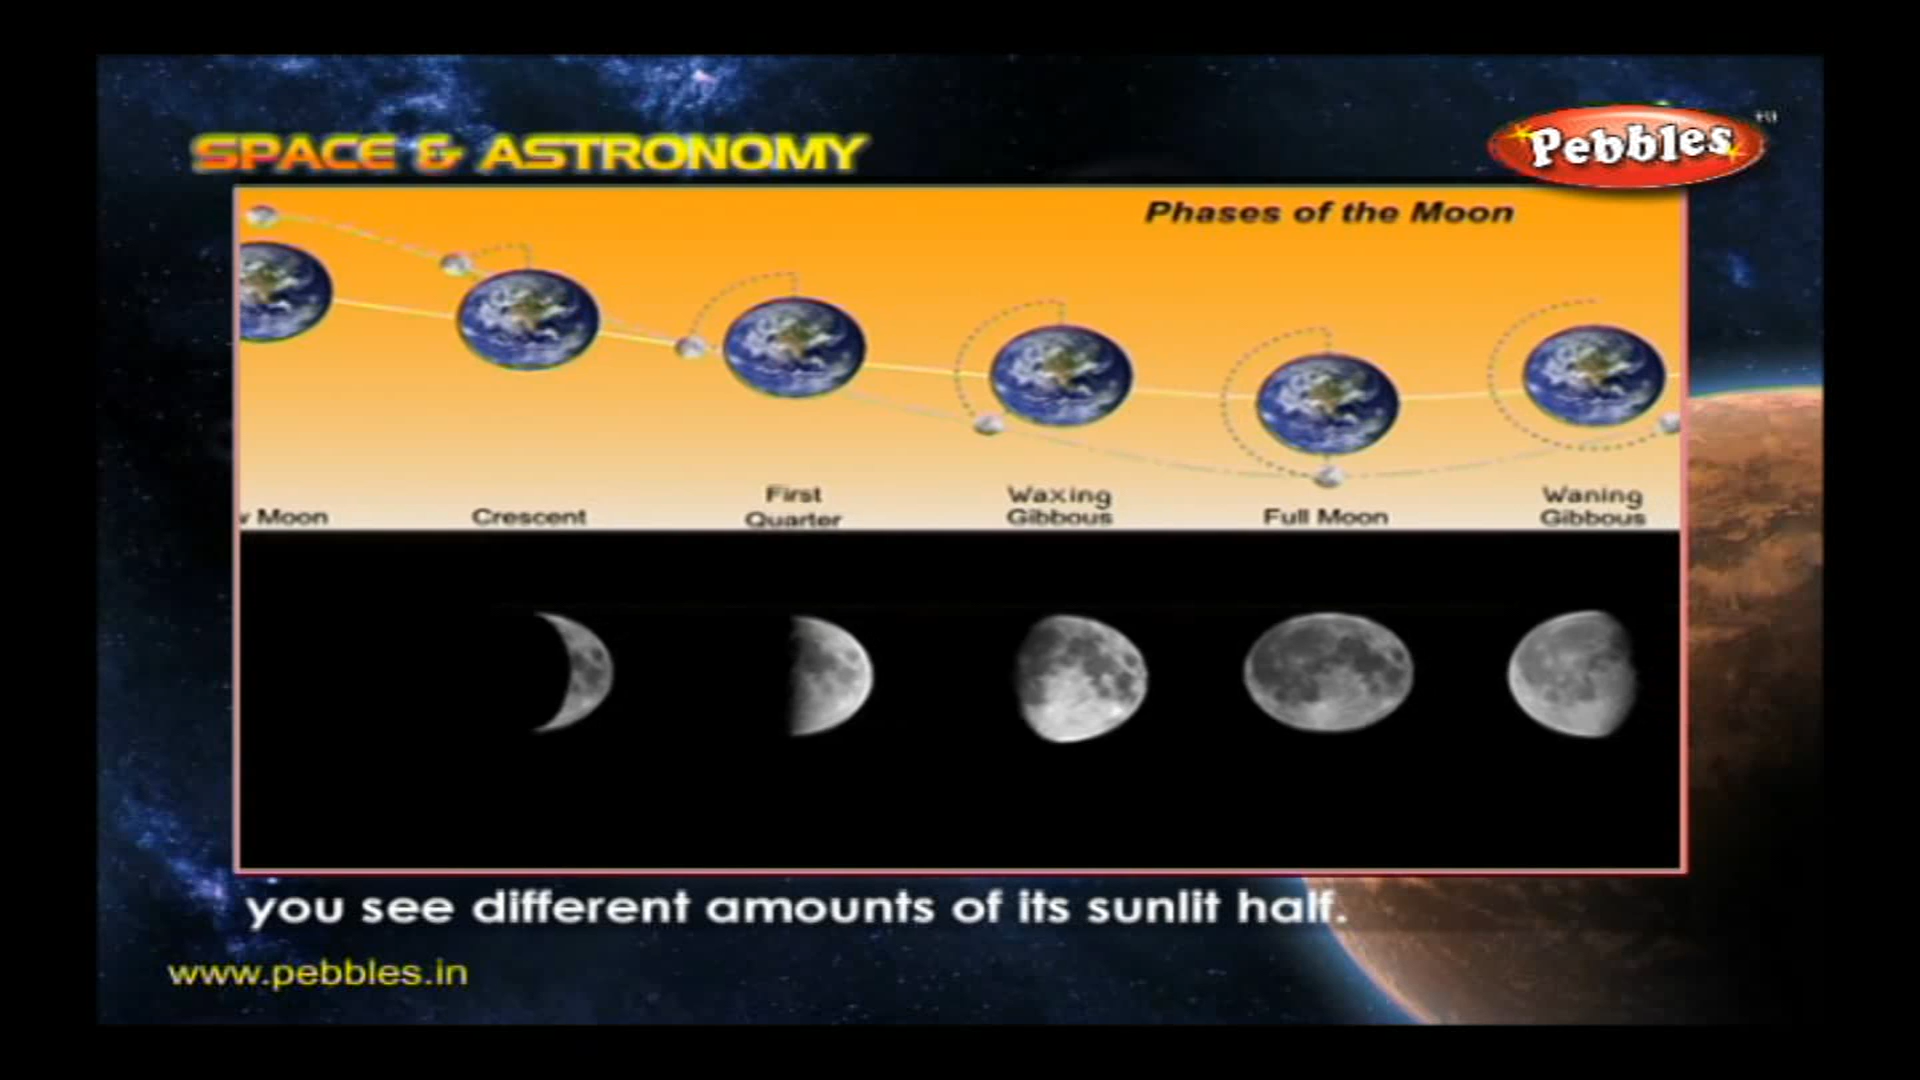 SPACE & ASTRONOMY
Pebbles
Phases of the Moon
Moon
Crescent
First
Quarter
Waxing
Gibbous
Full Moon
Waning
Gibbous
you see different amounts of its sunlit half.
www.pebbles.in